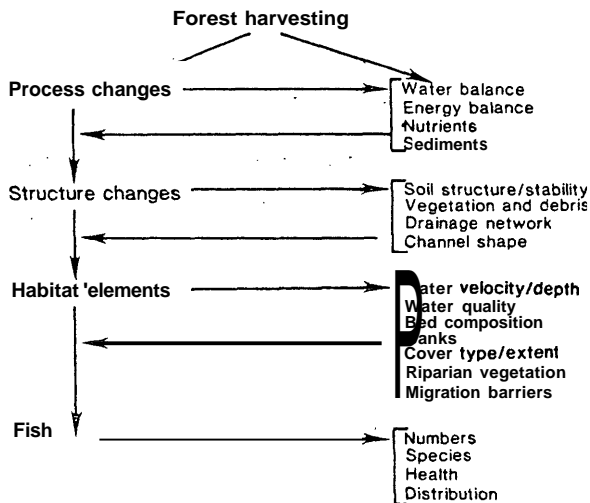 Forest harvesting
Process changes
Water balance
Energy balance
Nutrients
Sediments
Structure changes
Soil structure/stability
Vegetation and debris
Drainage network
Channel shape
Habitat 'elements
ater velocity/depth
Water quality
Bed composition
anks
Cover type/extent
Riparian vegetation
Migration barriers
Fish
Numbers
Species
Health
Distribution